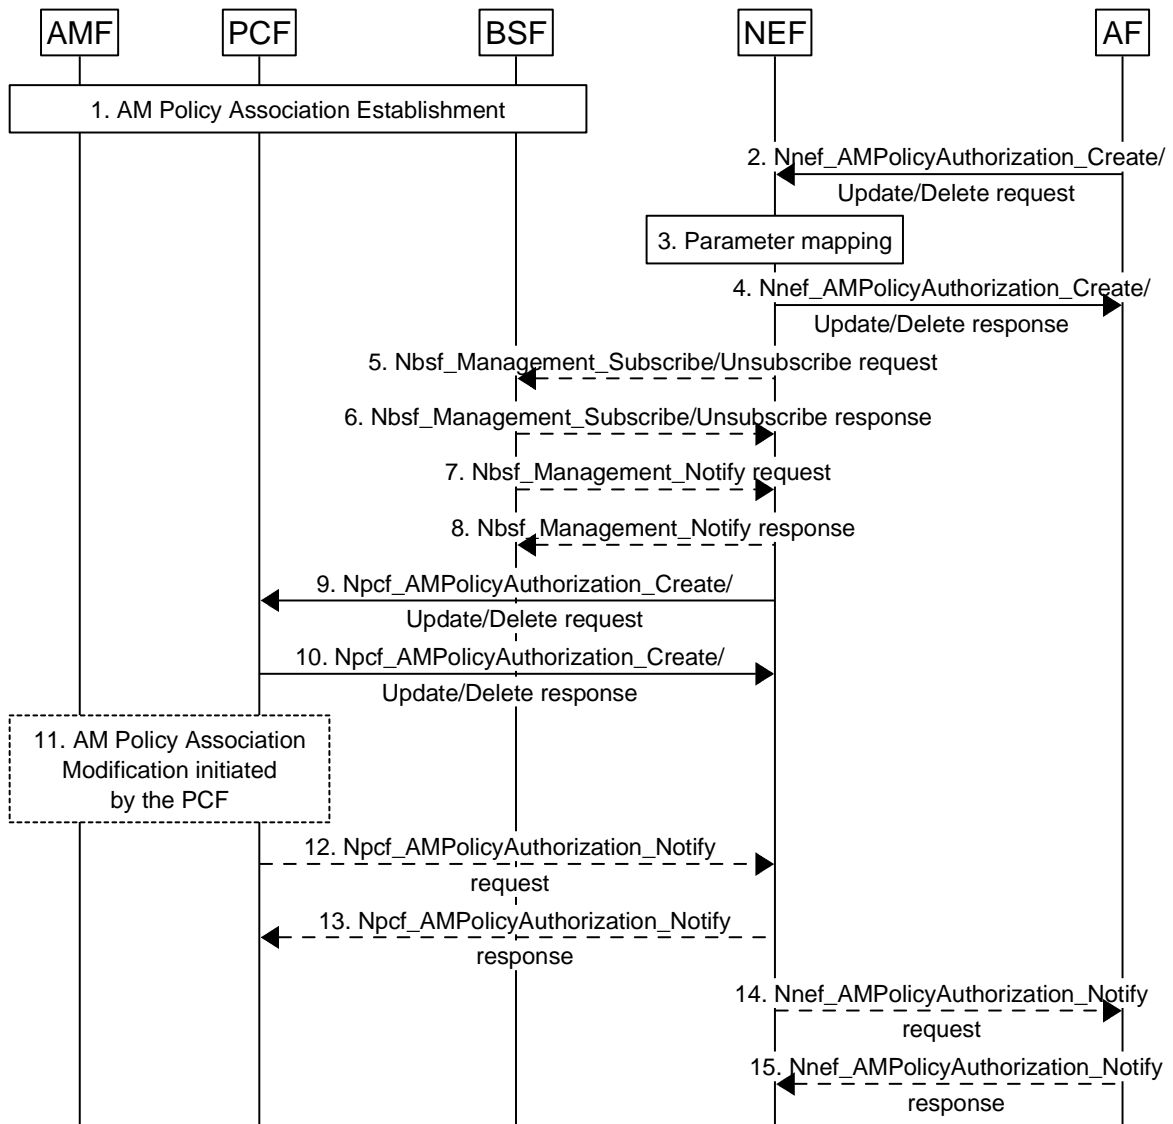 AMF PCF BSF NEF AF
1. AM Policy Association Establishment
2. Nnef_AMPolicyAuthorization_Create/
Update/Delete request
3. Parameter mapping
4. Nnef_AMPolicyAuthorization_Create/
Update/Delete response
5. Nbsf_Management_Subscribe/Unsubscribe request
6. Nbsf_Management_Subscribe/Unsubscribe response
7. Nbsf_Management_Notify request
8. Nbsf_Management_Notify response
9. Npcf_AMPolicyAuthorization_Create/
Update/Delete request
10. Npcf_AMPolicyAuthorization_Create/
Update/Delete response
11. AM Policy Association
Modification initiated
by the PCF
12. Npcf_AMPolicyAuthorization_Notify
request
13. Npcf_AMPolicyAuthorization_Notify
response
14. Nnef_AMPolicyAuthorization_Notify
request
15. Nnef_AMPolicyAuthorization_Notify
response